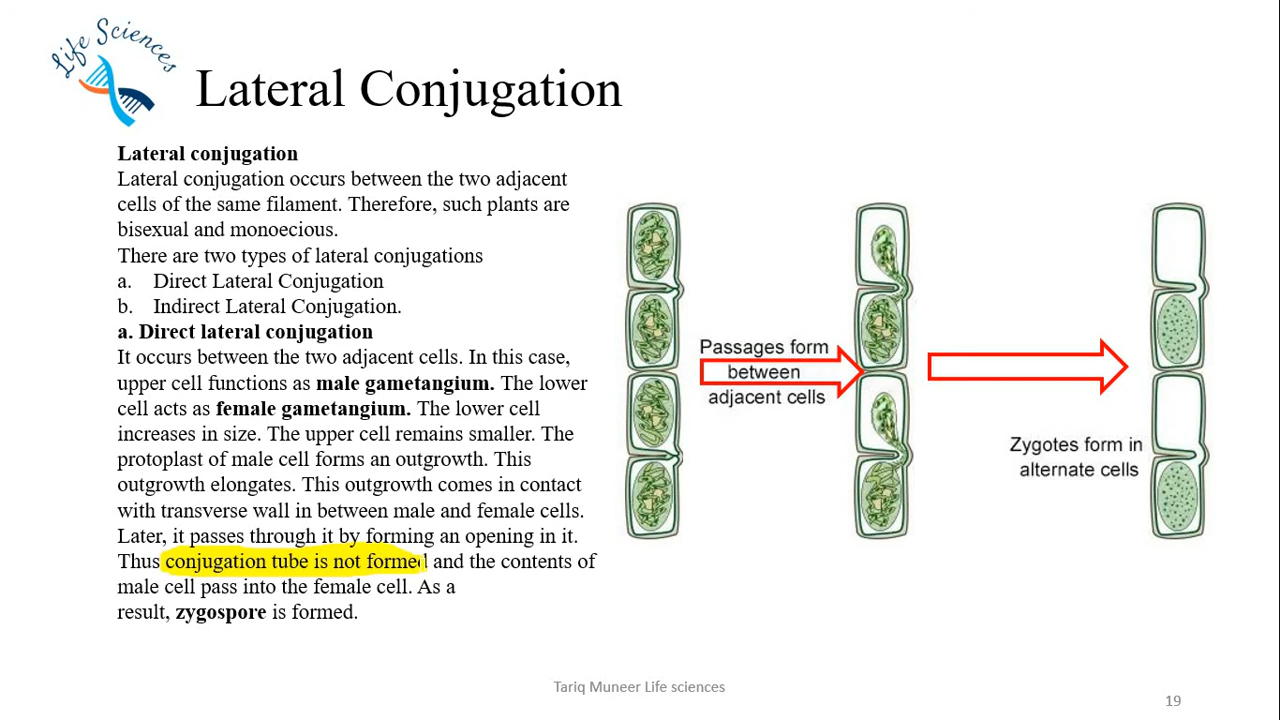 Life Sciences
Lateral Conjugation
Lateral conjugation
Lateral conjugation occurs between the two adjacent
cells of the same filament. Therefore, such plants are
bisexual and monoecious.
There are two types of lateral conjugations
a. Direct Lateral Conjugation
b. Indirect Lateral Conjugation.
a. Direct lateral conjugation
It occurs between the two adjacent cells. In this case,
upper cell functions as male gametangium. The lower
cell acts as female gametangium. The lower cell
increases in size. The upper cell remains smaller. The
protoplast of male cell forms an outgrowth. This
outgrowth elongates. This outgrowth comes in contact
with transverse wall in between male and female cells.
Later, it passes through it by forming an opening in it.
Thus conjugation tube is not formed and the contents of
male cell pass into the female cell. As a
result, zygospore is formed.
Passages form
between
adjacent cells
Zygotes form in
alternate cells
Tariq Muneer Life sciences
19